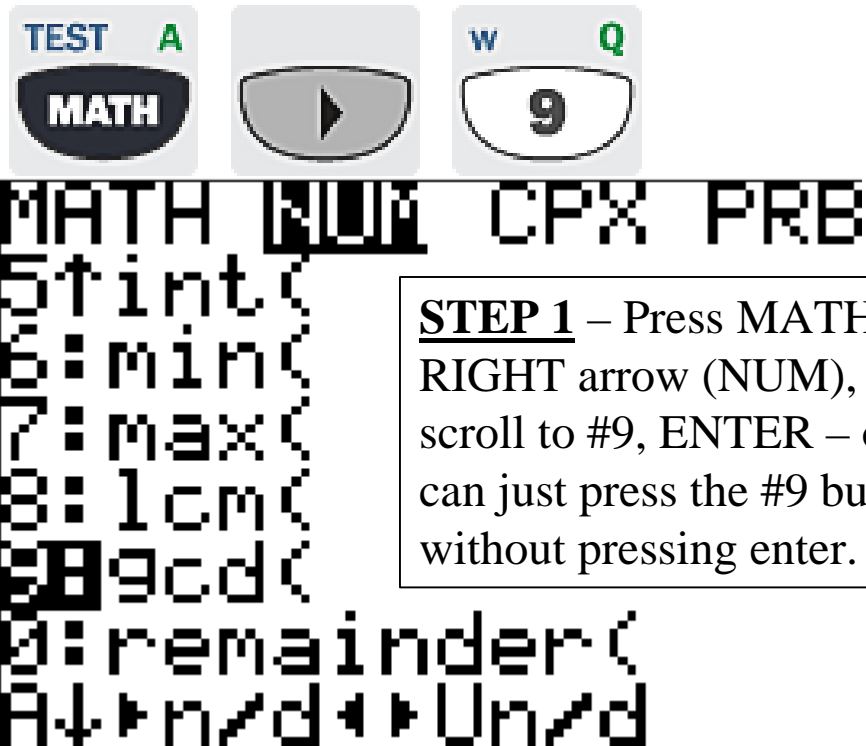 TEST A W Q
MATH 9
MATH NUM CPX PRB
5↑int(
6:min(
7:max(
8:lcm(
9:gcd(
0:remainder(
A↓▶n/d◀▶Un/d
STEP 1 – Press MATH
RIGHT arrow (NUM),
scroll to #9, ENTER –
can just press the #9
without pressing enter.